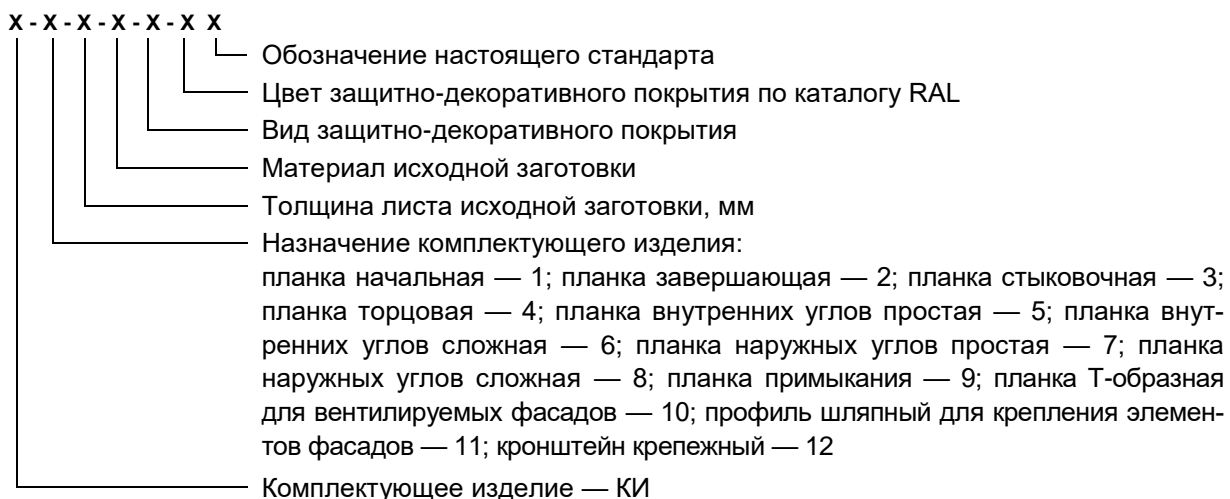 X - X - X - X - X - X X
Обозначение настоящего стандарта
Цвет защитно-декоративного покрытия по каталогу RAL
Вид защитно-декоративного покрытия
Материал исходной заготовки
Толщина листа исходной заготовки, мм
Назначение комплектующего изделия:
планка начальная — 1; планка завершающая — 2; планка стыковочная — 3;
планка торцовая — 4; планка внутренних углов простая — 5; планка внут-
ренних углов сложная — 6; планка наружных углов простая — 7; планка
наружных углов сложная — 8; планка примыкания — 9; планка Т-образная
для вентилируемых фасадов — 10; профиль шляпный для крепления элемен-
тов фасадов — 11; кронштейн крепежный — 12
Комплектующее изделие — КИ